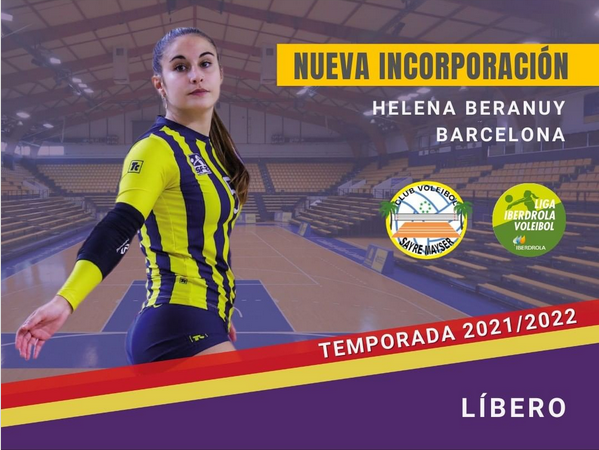 NUEVA INCORPORACIÓN
HELENA BERANUY
BARCELONA
CLUB VOLEIBOL
SAYRE MAYSER
LIGA
IBERDROLA
VOLEIBOL
IBERDROLA
TEMPORADA 2021/2022
LÍBERO